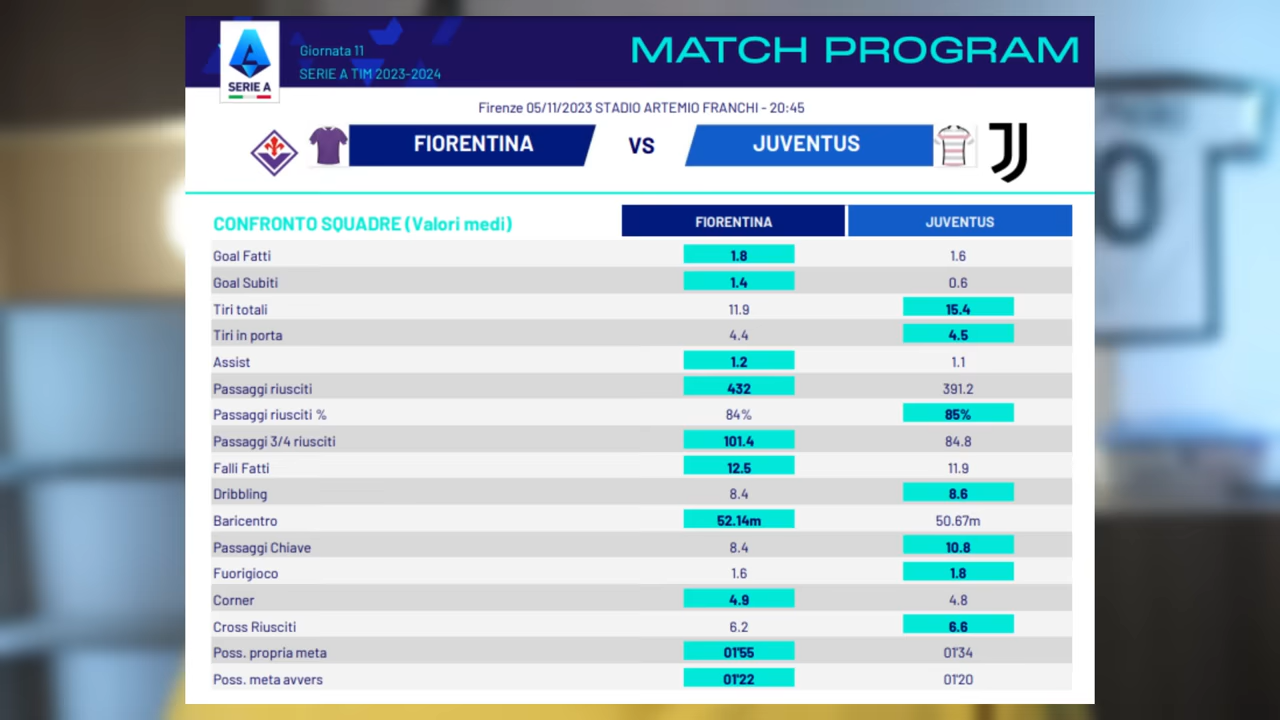 Giornata 11
SERIE A TIM 2023-2024
MATCH PROGRAM
SERIE A
Firenze 05/11/2023 STADIO ARTEMIO FRANCHI - 20:45
FIORENTINA VS JUVENTUS
CONFRONTO SQUADRE (Valori medi) FIORENTINA JUVENTUS
Goal Fatti 1.8 1.6
Goal Subiti 1.4 0.6
Tiri totali 11.9 15.4
Tiri in porta 4.4 4.5
Assist 1.2 1.1
Passaggi riusciti 432 391.2
Passaggi riusciti % 84% 85%
Passaggi 3/4 riusciti 101.4 84.8
Falli Fatti 12.5 11.9
Dribbling 8.4 8.6
Baricentro 52.14m 50.67m
Passaggi Chiave 8.4 10.8
Fuorigioco 1.6 1.8
Corner 4.9 4.8
Cross Riusciti 6.2 6.6
Poss. propria meta 01'55 01'34
Poss. meta avvers 01'22 01'20